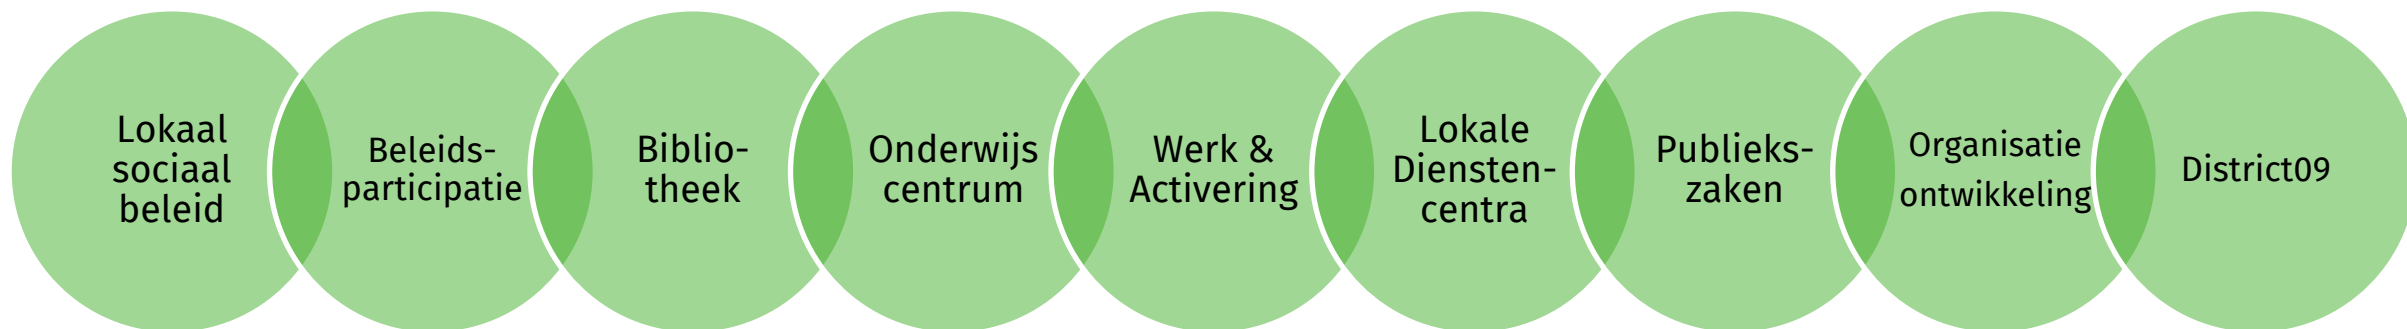 Lokaal
sociaal
beleid
Beleids-
participatie
Biblio-
theek
Onderwijs
centrum
Werk &
Activering
Lokale
Diensten-
centra
Publieks-
zaken
Organisatie
ontwikkeling
District09